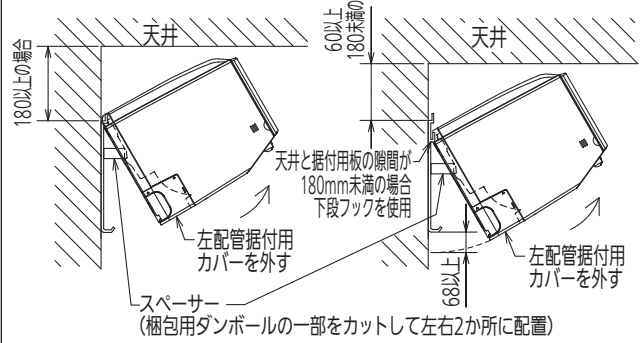 天井
180以上の場合
左配管据付用
カバーを外す
60以上
180未満の
天井
天井と据付用板の隙間が
180mm未満の場合
下段フックを使用
68以上
左配管据付用
カバーを外す
スペーサー
(梱包用ダンボールの一部をカットして左右2か所に配置)